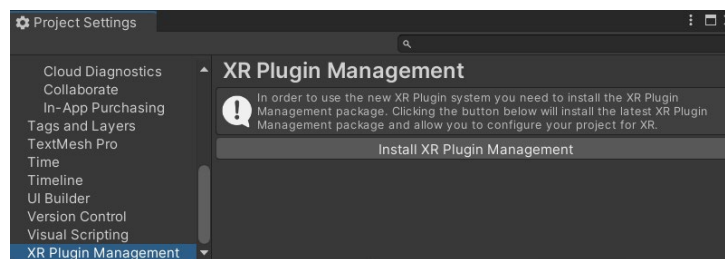 Project Settings
Cloud Diagnostics
Collaborate
In-App Purchasing
Tags and Layers
TextMesh Pro
Time
Timeline
UI Builder
Version Control
Visual Scripting
XR Plugin Management
XR Plugin Management
In order to use the new XR Plugin system you need to install the XR Plugin
Management package. Clicking the button below will install the latest XR Plugin
Management package and allow you to configure your project for XR.
Install XR Plugin Management